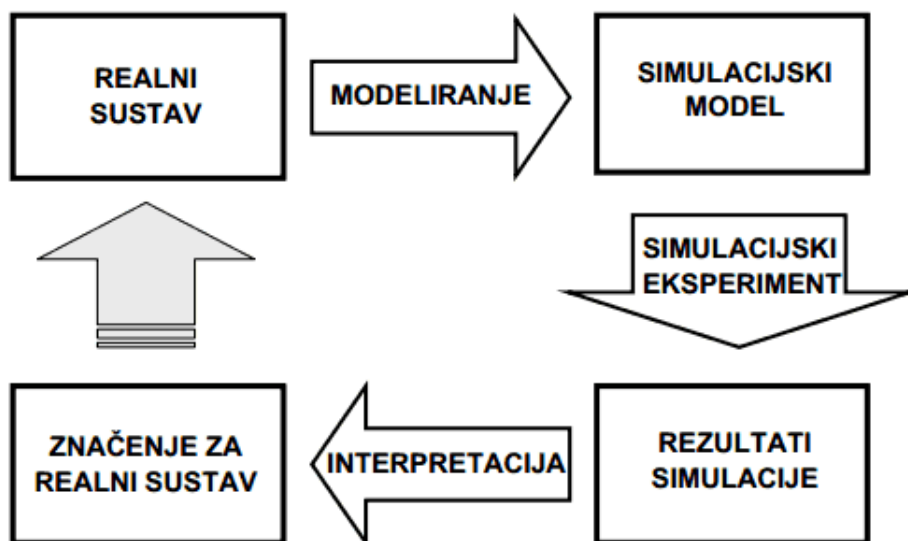 REALNI
SUSTAV
MODELIRANJE
SIMULACIJSKI
MODEL
SIMULACIJSKI
EKSPERIMENT
ZNAČENJE ZA
REALNI SUSTAV
INTERPRETACIJA
REZULTATI
SIMULACIJE